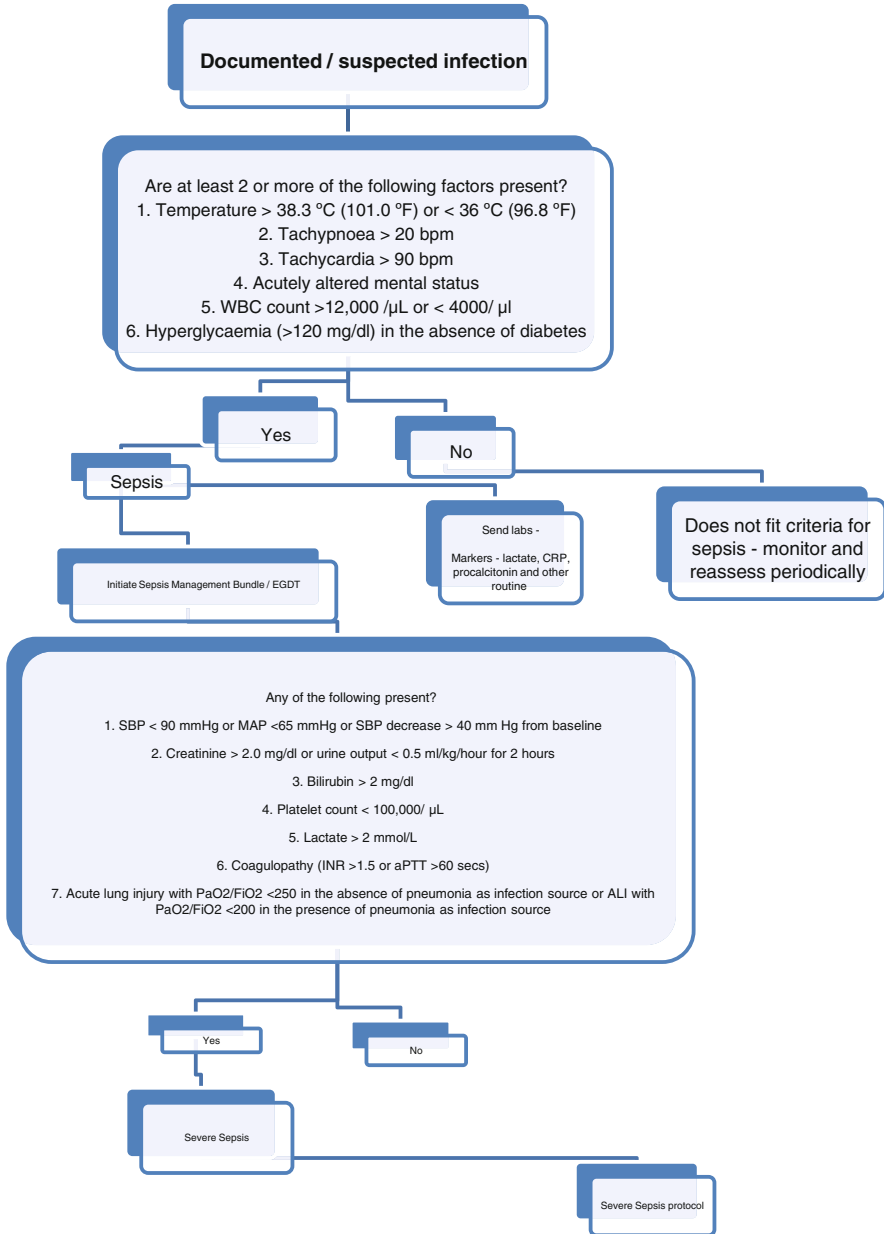 Documented / suspected infection
Are at least 2 or more of the following factors present?
1. Temperature > 38.3 ºC (101.0 ºF) or < 36 ºC (96.8 ºF)
2. Tachypnoea > 20 bpm
3. Tachycardia > 90 bpm
4. Acutely altered mental status
5. WBC count >12,000 /µL or < 4000/ µl
6. Hyperglycaemia (>120 mg/dl) in the absence of diabetes
Yes
No
Sepsis
Send labs -
Markers - lactate, CRP,
procalcitonin and other
routine
Does not fit criteria for
sepsis - monitor and
reassess periodically
Initiate Sepsis Management Bundle / EGDT
Any of the following present?
1. SBP < 90 mmHg or MAP <65 mmHg or SBP decrease > 40 mm Hg from baseline
2. Creatinine > 2.0 mg/dl or urine output < 0.5 ml/kg/hour for 2 hours
3. Bilirubin > 2 mg/dl
4. Platelet count < 100,000/ µL
5. Lactate > 2 mmol/L
6. Coagulopathy (INR >1.5 or aPTT >60 secs)
7. Acute lung injury with PaO2/FiO2 <250 in the absence of pneumonia as infection source or ALI with
PaO2/FiO2 <200 in the presence of pneumonia as infection source
Yes
No
Severe Sepsis
Severe Sepsis protocol